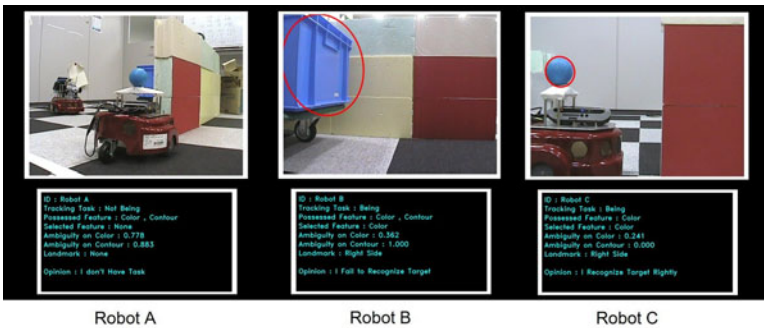 ID : Robot A
Tracking Task : Not Being
Possessed Feature : Color , Contour
Selected Feature : None
Ambiguity on Color : 0.778
Ambiguity on Contour : 0.883
Landmark : None
Opinion : I don't Have Task
ID : Robot B
Tracking Task : Being
Possessed Feature : Color , Contour
Selected Feature : Color
Ambiguity on Color : 0.362
Ambiguity on Contour : 1.000
Landmark : Right Side
Opinion : I Fail to Recognize Target
ID : Robot C
Tracking Task : Being
Possessed Feature : Color
Selected Feature : Color
Ambiguity on Color : 0.241
Ambiguity on Contour : 0.000
Landmark : Right Side
Opinion : I Recognize Target Rightly
Robot A
Robot B
Robot C